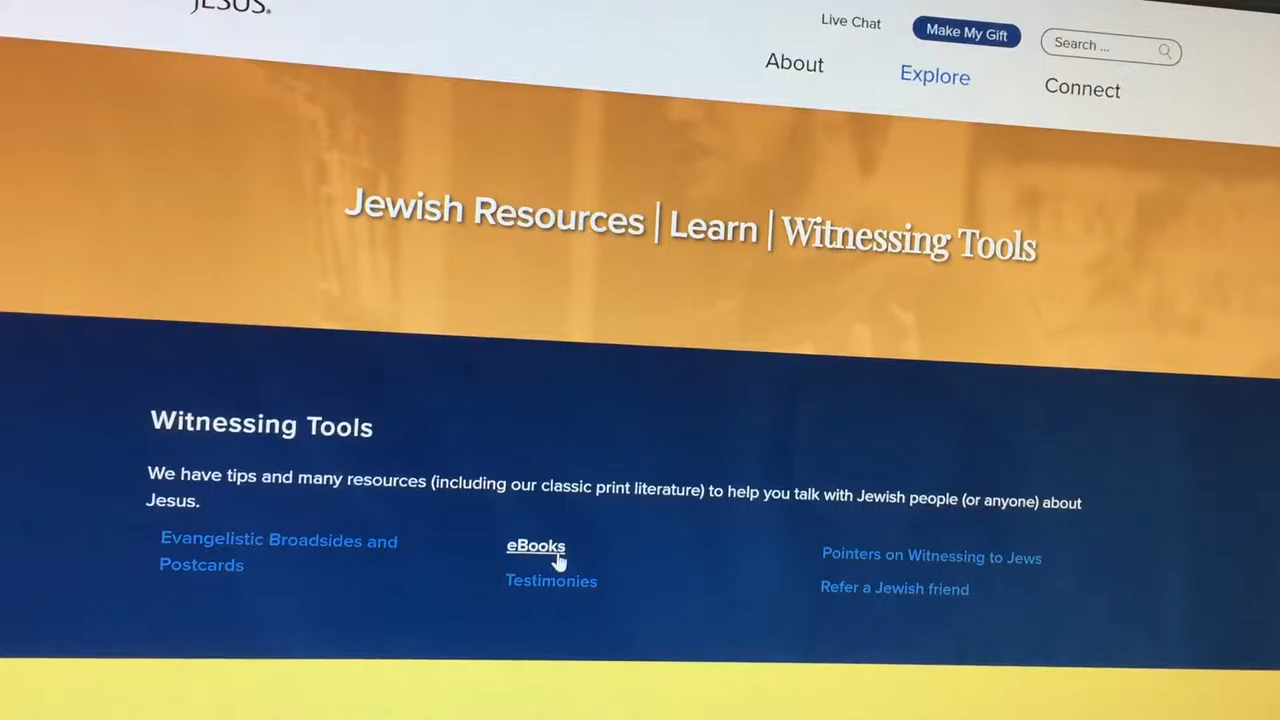 JESUS.
Live Chat
Make My Gift
Search ...
About
Explore
Connect
Jewish Resources | Learn | Witnessing Tools
Witnessing Tools
We have tips and many resources (including our classic print literature) to help you talk with Jewish people (or anyone) about
Jesus.
Evangelistic Broadsides and
Postcards
eBooks
Testimonies
Pointers on Witnessing to Jews
Refer a Jewish friend